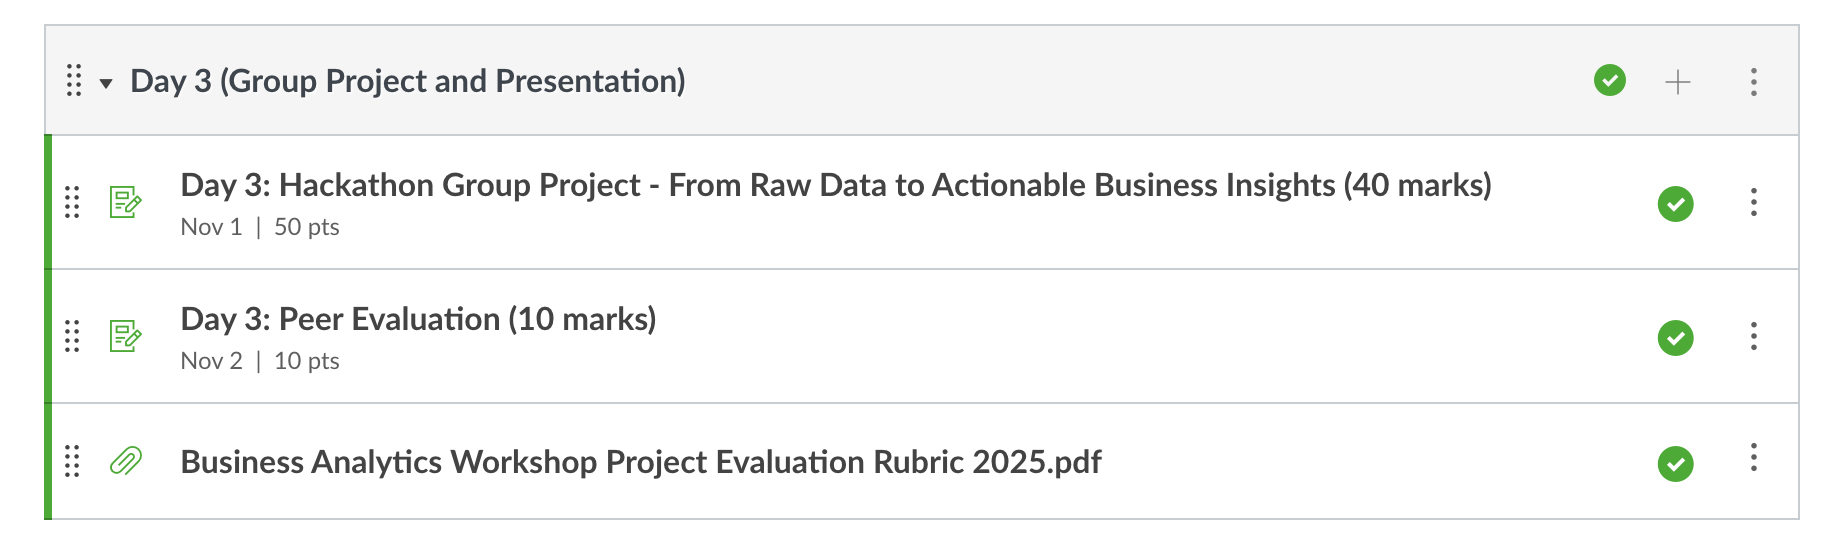 Day 3 (Group Project and Presentation)
Day 3: Hackathon Group Project - From Raw Data to Actionable Business Insights (40 marks)
Nov 1 | 50 pts
Day 3: Peer Evaluation (10 marks)
Nov 2 | 10 pts
Business Analytics Workshop Project Evaluation Rubric 2025.pdf